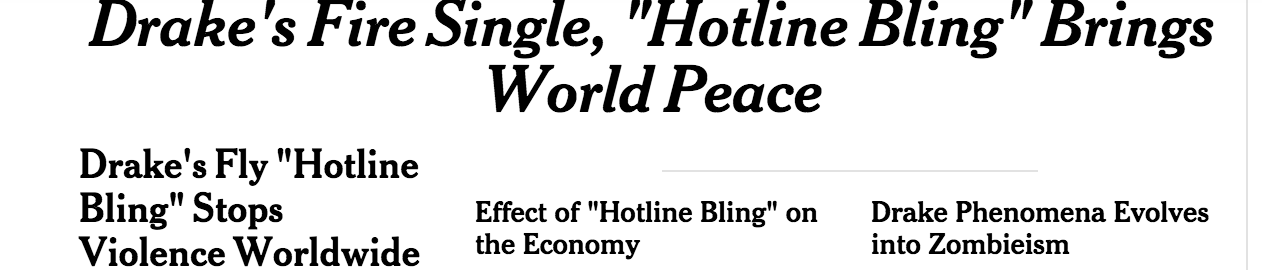 Drake's Fire Single, "Hotline Bling" Brings
World Peace
Drake's Fly "Hotline
Bling" Stops
Violence Worldwide
Effect of "Hotline Bling" on
the Economy
Drake Phenomena Evolves
into Zombieism